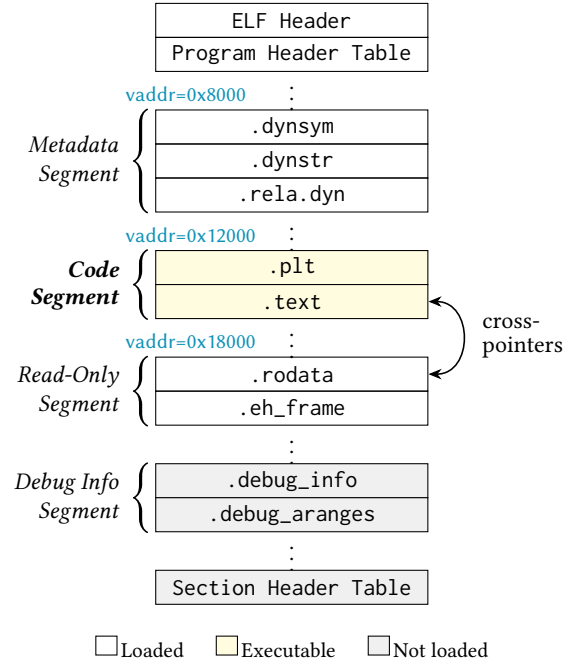 ELF Header
Program Header Table
vaddr=0x8000
Metadata
Segment
.dynsym
.dynstr
.rela.dyn
vaddr=0x12000
Code
Segment
.plt
.text
cross-
pointers
vaddr=0x18000
Read-Only
Segment
.rodata
.eh_frame
Debug Info
Segment
.debug_info
.debug_aranges
Section Header Table
Loaded Executable Not loaded